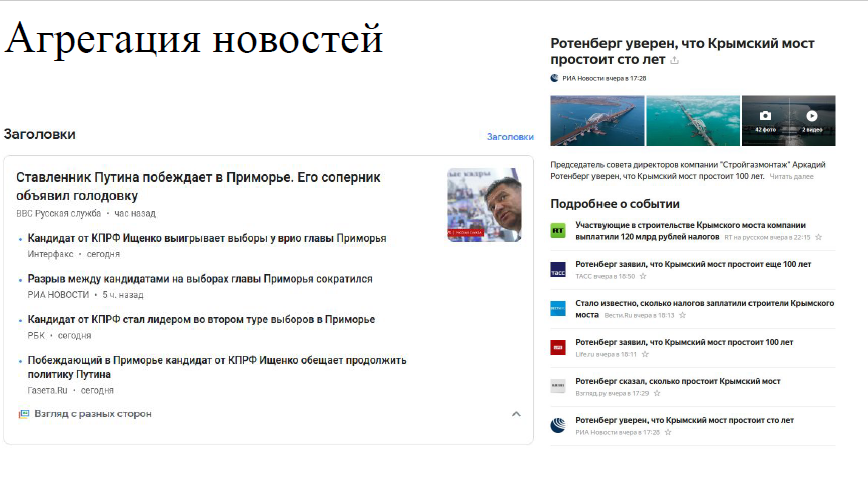 Агрегация новостей
Заголовки
Заголовки
Ставленник Путина побеждает в Приморье. Его соперник
объявил голодовку
BBC Русская служба • час назад
Кандидат от КПРФ Ищенко выигрывает выборы у врио главы Приморья
Интерфакс • сегодня
Разрыв между кандидатами на выборах главы Приморья сократился
РИА НОВОСТИ • 5 ч. назад
Кандидат от КПРФ стал лидером во втором туре выборов в Приморье
РБК • сегодня
Побеждающий в Приморье кандидат от КПРФ Ищенко обещает продолжить
политику Путина
Газета.Ru • сегодня
Взгляд с разных сторон
Ротенберг уверен, что Крымский мост
простоит сто лет
РИА Новости вчера в 17:28
42 фото
2 видео
Председатель совета директоров компании "Стройгазмонтаж" Аркадий
Ротенберг уверен, что Крымский мост простоит 100 лет. Читать далее
Подробнее о событии
RT
Участвующие в строительстве Крымского моста компании
выплатили 120 млрд рублей налогов RT на русском вчера в 22:15
ТАСС
Ротенберг заявил, что Крымский мост простоит еще 100 лет
ТАСС вчера в 18:50
Стало известно, сколько налогов заплатили строители Крымского
моста Вести.Ru вчера в 18:13
Ротенберг заявил, что Крымский мост простоит 100 лет
Life.ru вчера в 18:11
Ротенберг сказал, сколько простоит Крымский мост
Взгляд.ру вчера в 17:29
Ротенберг уверен, что Крымский мост простоит сто лет
РИА Новости вчера в 17:28